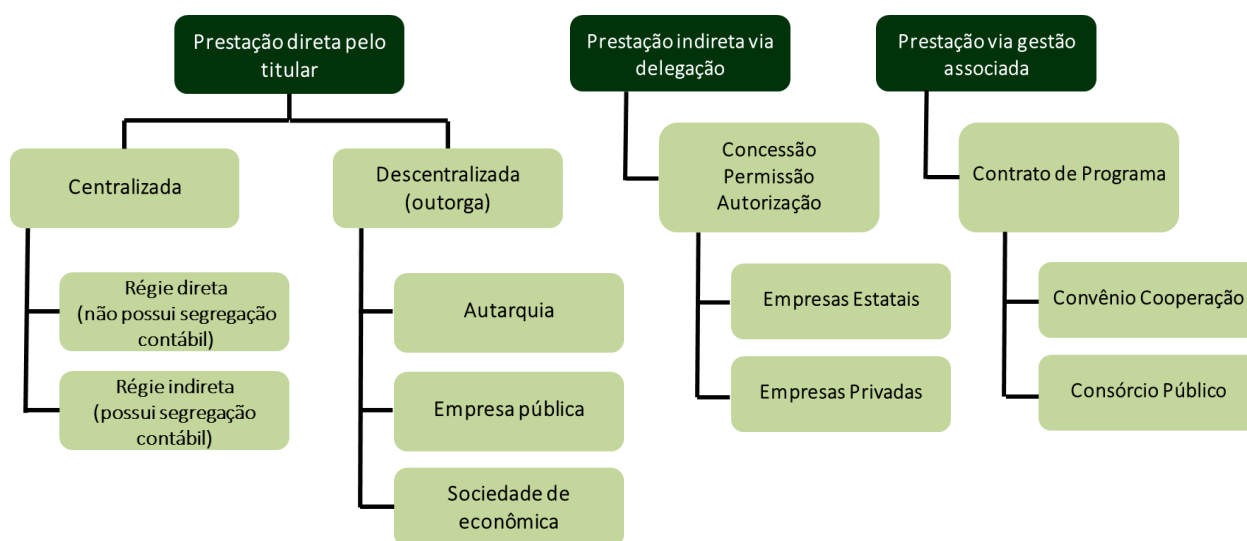 Prestação direta pelo
titular
Centralizada
Régie direta
(não possui segregação
contábil)
Régie indireta
(possui segregação
contábil)
Descentralizada
(outorga)
Autarquia
Empresa pública
Sociedade de
econômica
Prestação indireta via
delegação
Concessão
Permissão
Autorização
Empresas Estatais
Empresas Privadas
Prestação via gestão
associada
Contrato de Programa
Convênio Cooperação
Consórcio Público